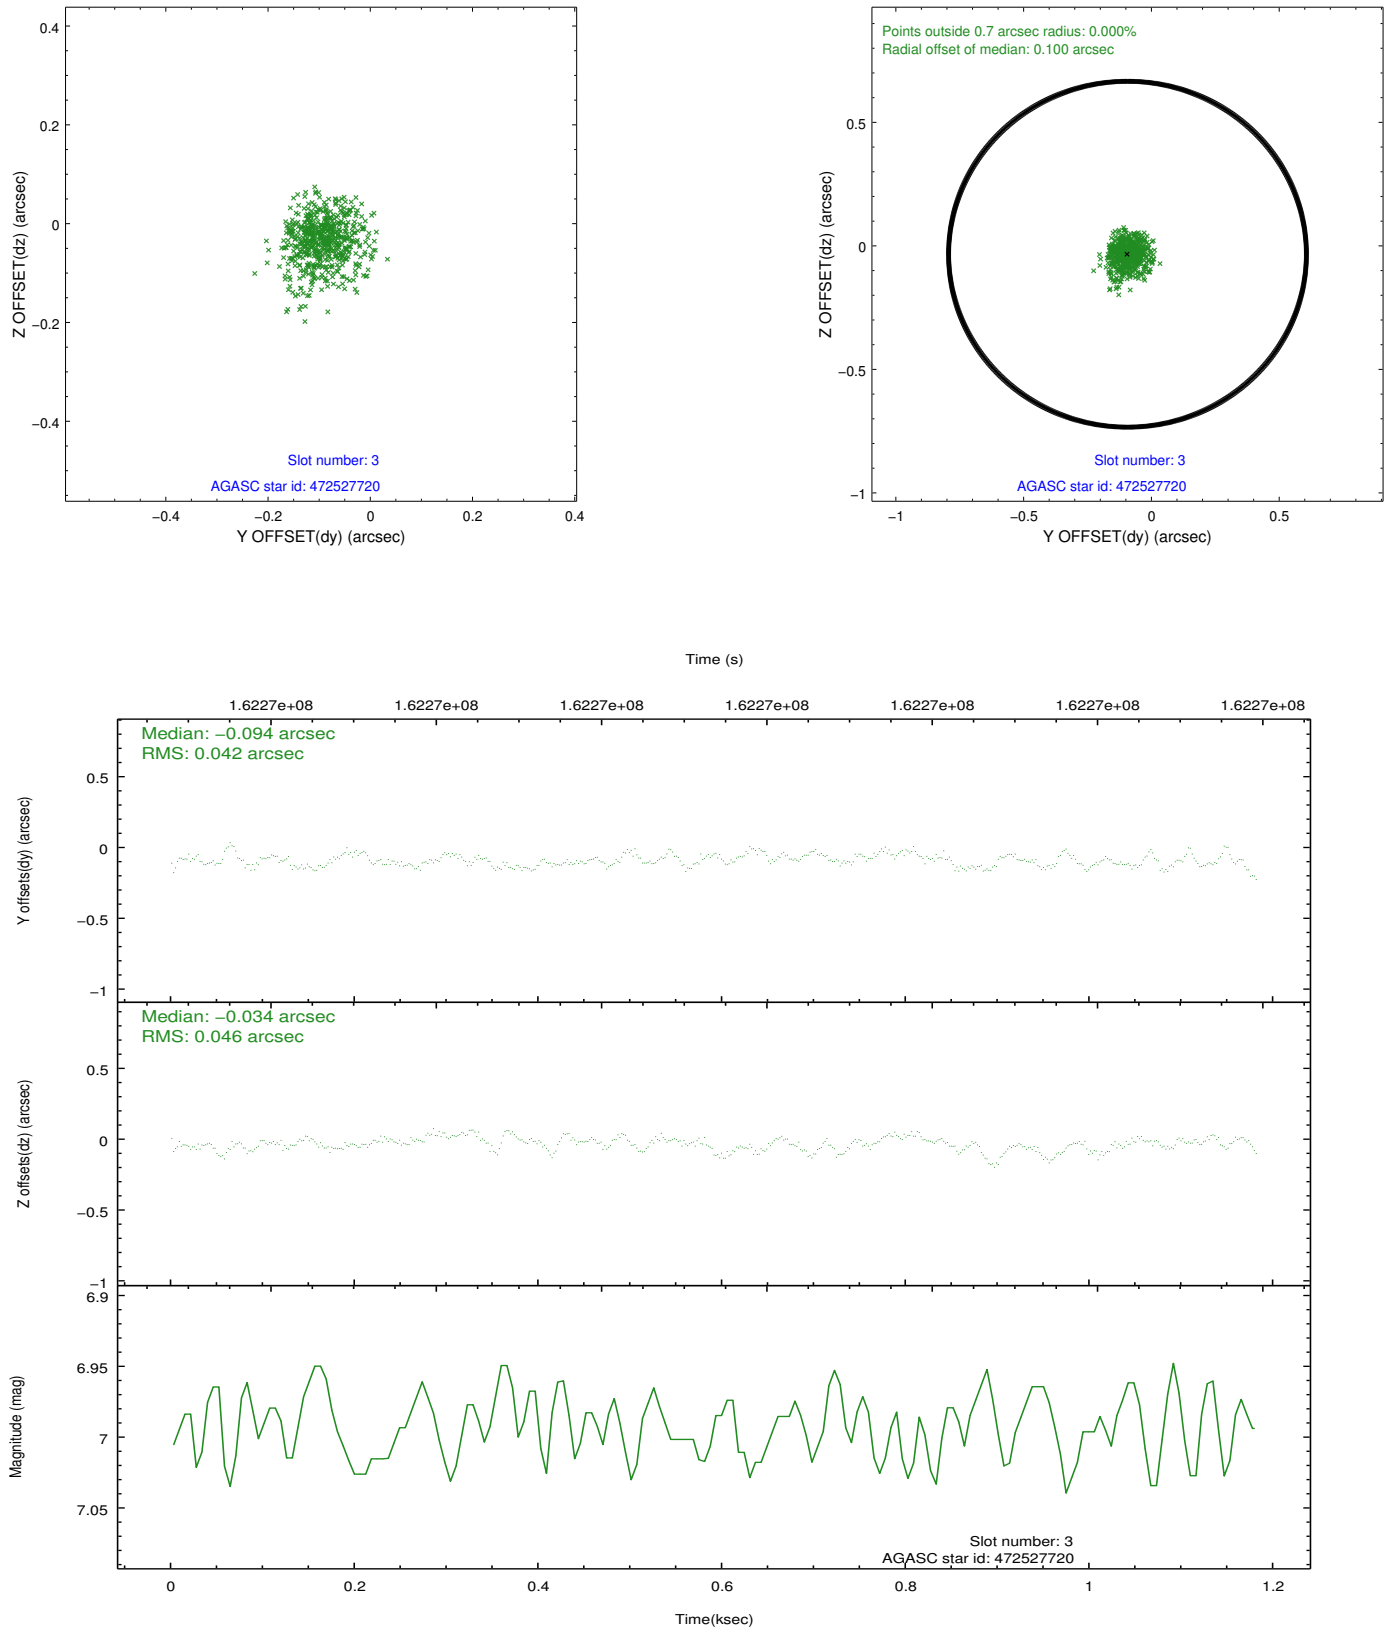 0.4
0.2
0
−0.2
−0.4
Z OFFSET(dz) (arcsec)
Slot number: 3
AGASC star id: 472527720
−0.4 −0.2 0 0.2 0.4
Y OFFSET(dy) (arcsec)
Points outside 0.7 arcsec radius: 0.000%
Radial offset of median: 0.100 arcsec
0.5
0
−0.5
−1
Z OFFSET(dz) (arcsec)
Slot number: 3
AGASC star id: 472527720
−1 −0.5 0 0.5
Y OFFSET(dy) (arcsec)
Time (s)
1.6227e+08 1.6227e+08 1.6227e+08 1.6227e+08 1.6227e+08 1.6227e+08 1.6227e+08
Median: −0.094 arcsec
RMS: 0.042 arcsec
0.5
0
−0.5
−1
Y offsets(dy) (arcsec)
Median: −0.034 arcsec
RMS: 0.046 arcsec
0.5
0
−0.5
−1
Z offsets(dz) (arcsec)
6.9
6.95
7
7.05
Magnitude (mag)
Slot number: 3
AGASC star id: 472527720
0 0.2 0.4 0.6 0.8 1 1.2
Time(ksec)